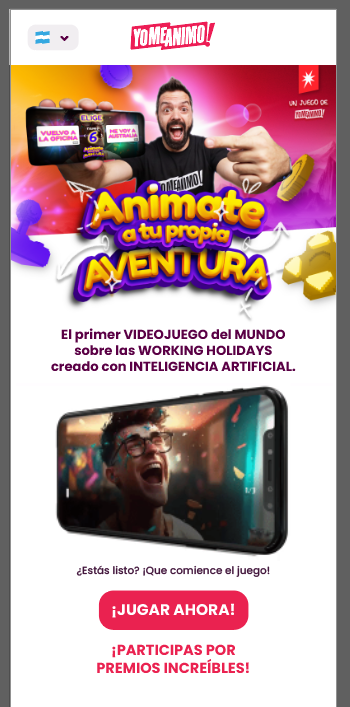 YOMEANIMO!
UN JUEGO DE
YOMEANIMO!
ELIGE
VUELVO A
LA OFICINA
6
ME VOY A
AUSTRALIA
YOMEANIMO!
Animate
a tu propia
AVENTURA
El primer VIDEOJUEGO del MUNDO
sobre las WORKING HOLIDAYS
creado con INTELIGENCIA ARTIFICIAL.
¿Estás listo? ¡Que comience el juego!
¡JUGAR AHORA!
¡PARTICIPAS POR
PREMIOS INCREÍBLES!